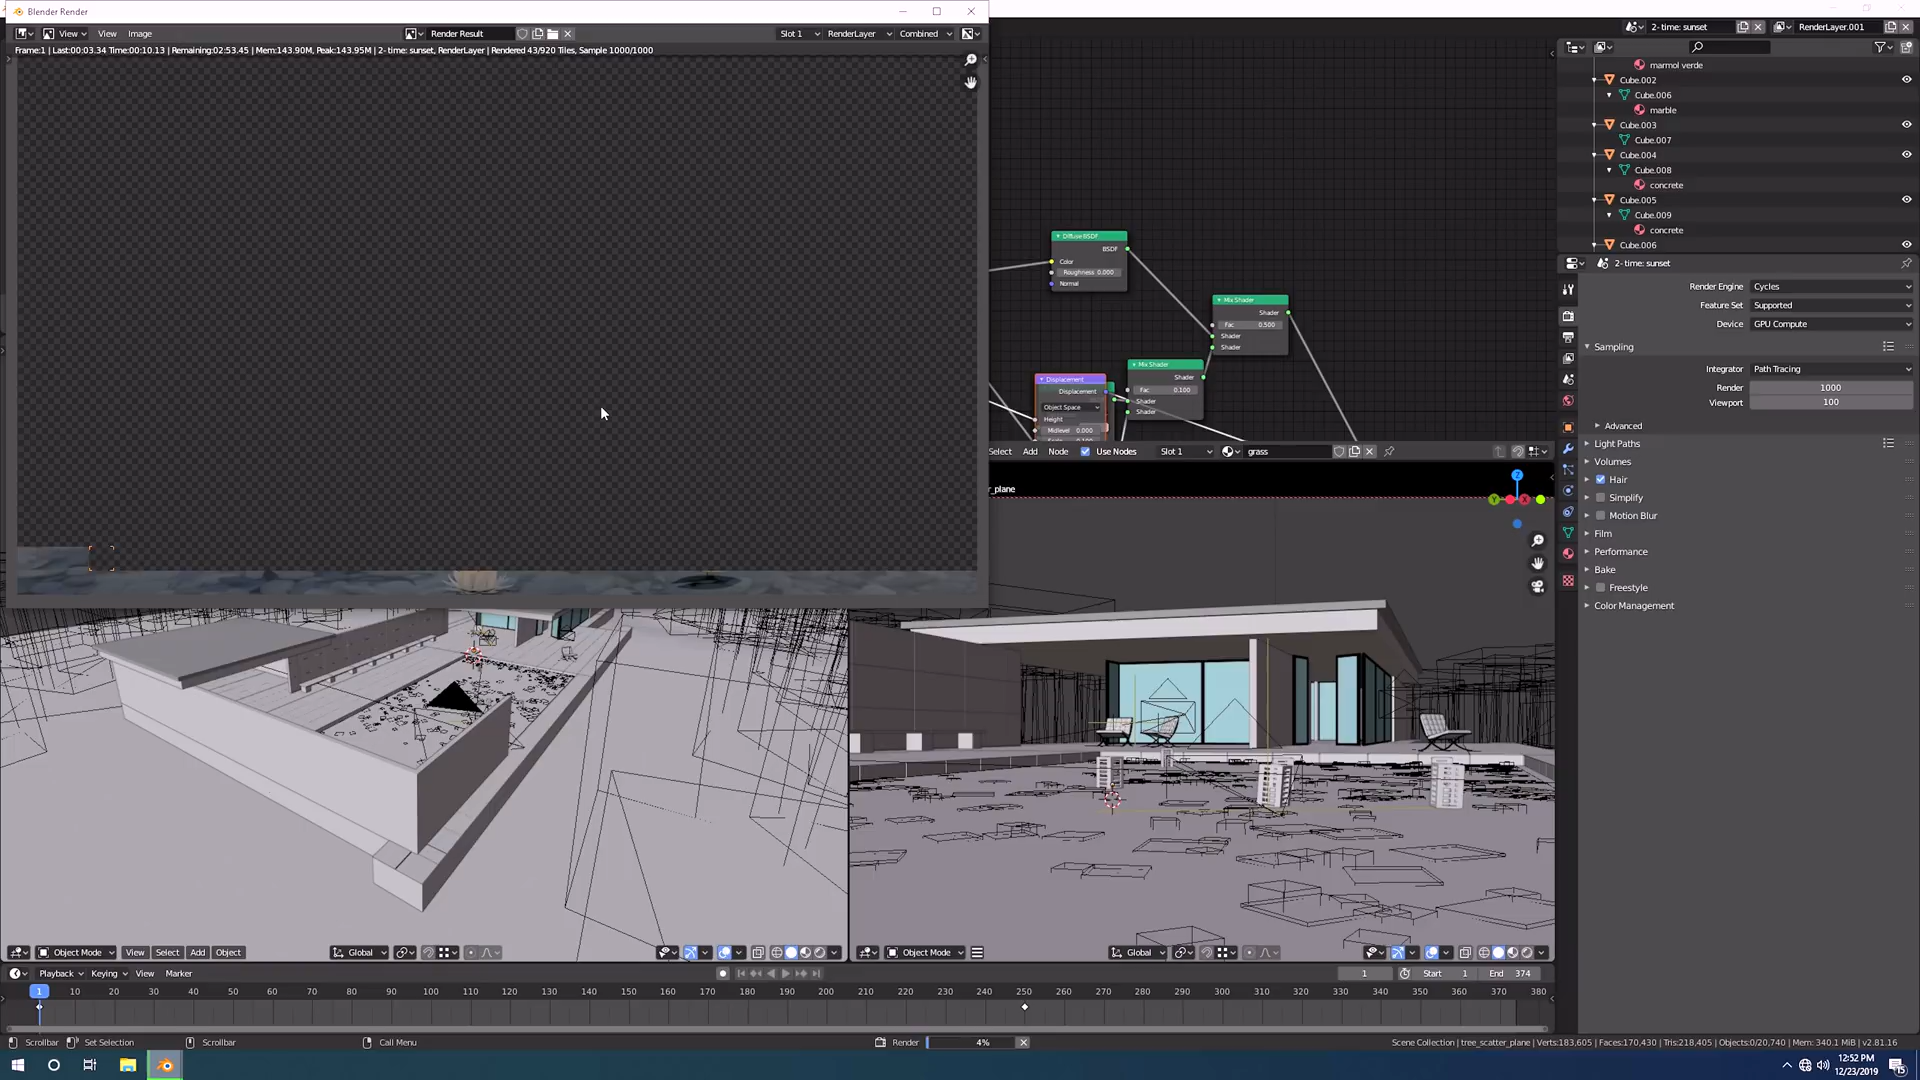 Blender Render
View View Image Render Result Slot 1 RenderLayer Combined
Frame:1 | Last:00:03.34 Time:00:10.13 | Remaining:02:53.45 | Mem:143.90M, Peak:143.95M | 2- time: sunset, RenderLayer | Rendered 43/920 Tiles, Sample 1000/1000
2- time: sunset RenderLayer.001
marmol verde
Cube.002
Cube.006
marble
Cube.003
Cube.007
Cube.004
Cube.008
concrete
Cube.005
Cube.009
concrete
Cube.006
Diffuse BSDF
BSDF
Color
Roughness 0.000
Normal
Mix Shader
Shader
Fac 0.500
Shader
Shader
Mix Shader
Shader
Fac 0.100
Shader
Shader
Displacement
Displacement
Object Space
Height
Midlevel 0.000
Select Add Node Use Nodes Slot 1 grass
r_plane
2- time: sunset
Render Engine Cycles
Feature Set Supported
Device GPU Compute
Sampling
Integrator Path Tracing
Render 1000
Viewport 100
Advanced
Light Paths
Volumes
Hair
Simplify
Motion Blur
Film
Performance
Bake
Freestyle
Color Management
Z
Y X
Object Mode View Select Add Object Global
Object Mode Global
Playback Keying View Marker 1 Start 1 End 374
1 10 20 30 40 50 60 70 80 90 100 110 120 130 140 150 160 170 180 190 200 210 220 230 240 250 260 270 280 290 300 310 320 330 340 350 360 370 380
Scrollbar Set Selection Scrollbar Call Menu Render 4% Scene Collection | tree_scatter_plane | Verts:183,605 | Faces:170,430 | Tris:218,405 | Objects:0/20,740 | Mem: 340.1 MiB | v2.81.16
12:52 PM
12/23/2019
15